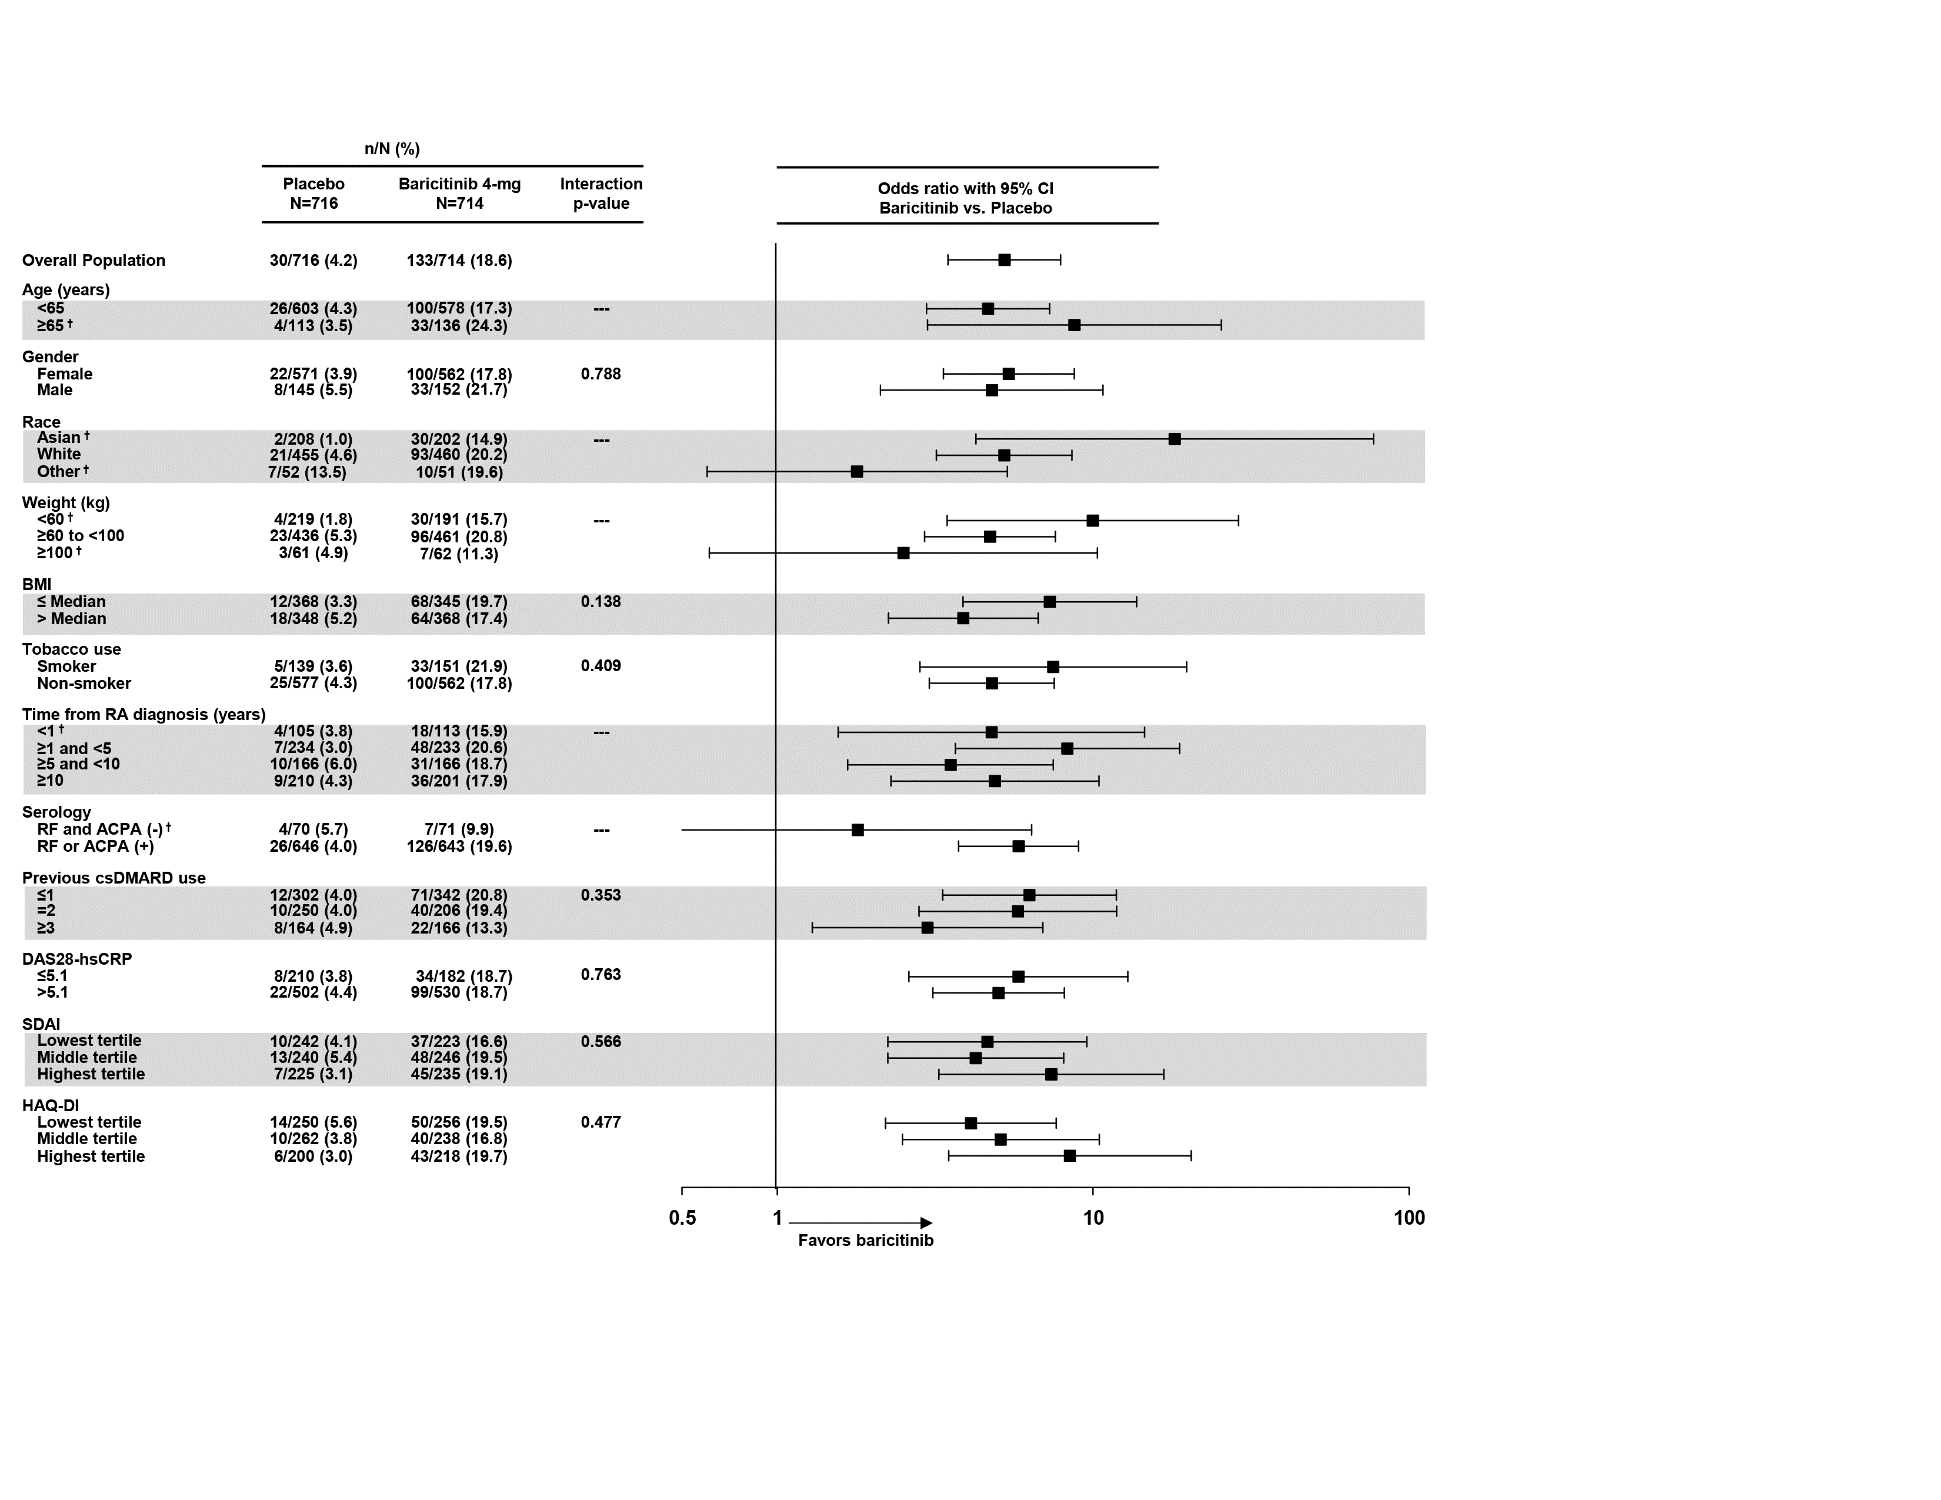 n/N (%)
Placebo Baricitinib 4-mg Interaction
N=716 N=714 p-value
Odds ratio with 95% CI
Baricitinib vs. Placebo
Overall Population 30/716 (4.2) 133/714 (18.6)
Age (years)
<65 26/603 (4.3) 100/578 (17.3) ---
≥65 † 4/113 (3.5) 33/136 (24.3)
Gender
Female 22/571 (3.9) 100/562 (17.8) 0.788
Male 8/145 (5.5) 33/152 (21.7)
Race
Asian † 2/208 (1.0) 30/202 (14.9) ---
White 21/455 (4.6) 93/460 (20.2)
Other † 7/52 (13.5) 10/51 (19.6)
Weight (kg)
<60 † 4/219 (1.8) 30/191 (15.7) ---
≥60 to <100 23/436 (5.3) 96/461 (20.8)
≥100 † 3/61 (4.9) 7/62 (11.3)
BMI
≤ Median 12/368 (3.3) 68/345 (19.7) 0.138
> Median 18/348 (5.2) 64/368 (17.4)
Tobacco use
Smoker 5/139 (3.6) 33/151 (21.9) 0.409
Non-smoker 25/577 (4.3) 100/562 (17.8)
Time from RA diagnosis (years)
<1 † 4/105 (3.8) 18/113 (15.9) ---
≥1 and <5 7/234 (3.0) 48/233 (20.6)
≥5 and <10 10/166 (6.0) 31/166 (18.7)
≥10 9/210 (4.3) 36/201 (17.9)
Serology
RF and ACPA (-) † 4/70 (5.7) 7/71 (9.9) ---
RF or ACPA (+) 26/646 (4.0) 126/643 (19.6)
Previous csDMARD use
≤1 12/302 (4.0) 71/342 (20.8) 0.353
=2 10/250 (4.0) 40/206 (19.4)
≥3 8/164 (4.9) 22/166 (13.3)
DAS28-hsCRP
≤5.1 8/210 (3.8) 34/182 (18.7) 0.763
>5.1 22/502 (4.4) 99/530 (18.7)
SDAI
Lowest tertile 10/242 (4.1) 37/223 (16.6) 0.566
Middle tertile 13/240 (5.4) 48/246 (19.5)
Highest tertile 7/225 (3.1) 45/235 (19.1)
HAQ-DI
Lowest tertile 14/250 (5.6) 50/256 (19.5) 0.477
Middle tertile 10/262 (3.8) 40/238 (16.8)
Highest tertile 6/200 (3.0) 43/218 (19.7)
0.5 1 10 100
Favors baricitinib